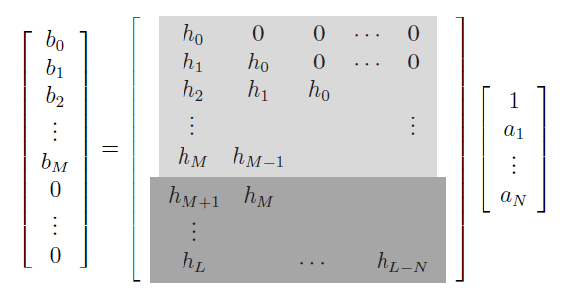 b_0
b_1
b_2
⋮
b_M
0
⋮
0
=
h_0 0 0 ⋯ 0
h_1 h_0 0 ⋯ 0
h_2 h_1 h_0
⋮ ⋮
h_M h_{M-1}
h_{M+1} h_M
⋮
h_L ⋯ h_{L-N}
1
a_1
⋮
a_N